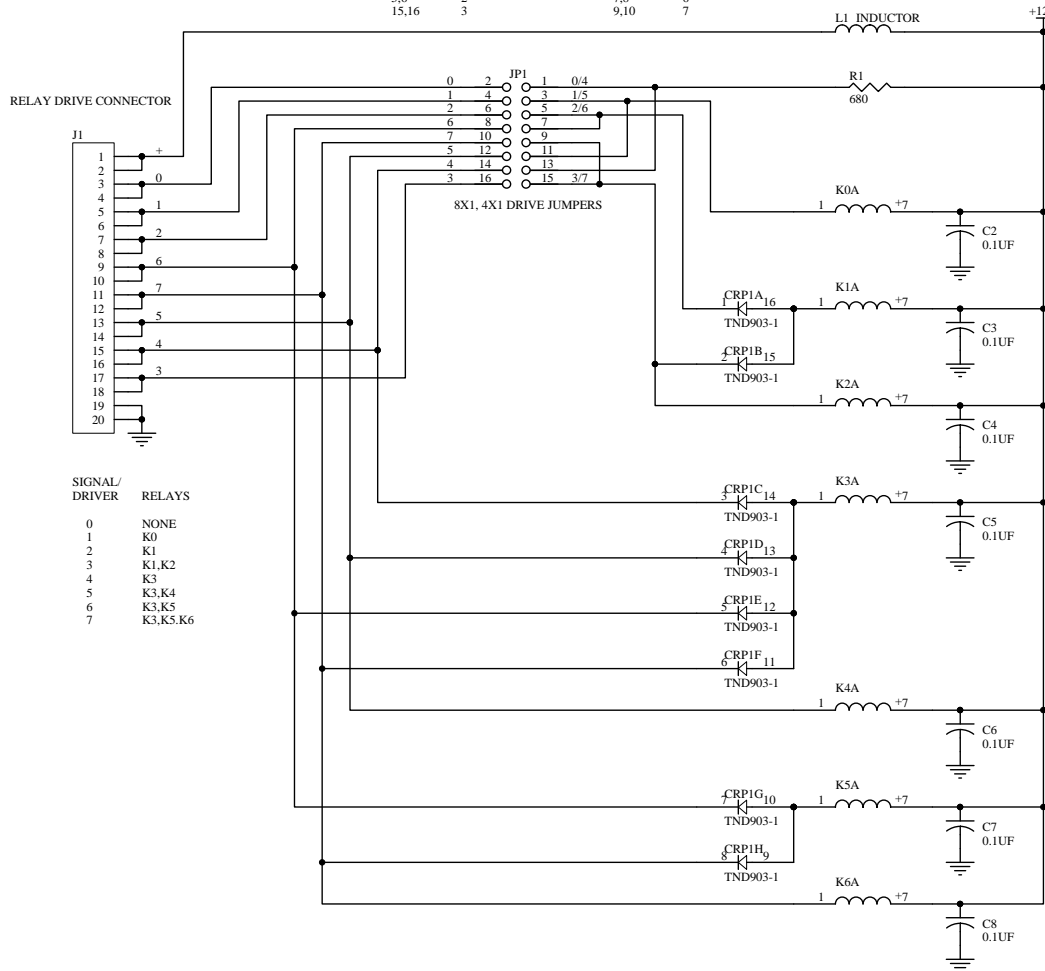 15,16 3 9,10 7
L1 INDUCTOR
+12
JP1
0 2 1 0/4
1 4 3 1/5
2 6 5 2/6
6 8 7
7 10 9
5 12 11
4 14 13
3 16 15 3/7
8X1, 4X1 DRIVE JUMPERS
R1
680
RELAY DRIVE CONNECTOR
J1
1 +
2
3 0
4
5 1
6
7 2
8
9 6
10
11 7
12
13 5
14
15 4
16
17 3
18
19
20
K0A
1 +7
C2
0.1UF
CRP1A
1 16
TND903-1
K1A
1 +7
C3
0.1UF
CRP1B
2 15
TND903-1
K2A
1 +7
C4
0.1UF
SIGNAL/
DRIVER RELAYS
0 NONE
1 K0
2 K1
3 K1,K2
4 K3
5 K3,K4
6 K3,K5
7 K3,K5.K6
CRP1C
3 14
TND903-1
K3A
1 +7
C5
0.1UF
CRP1D
4 13
TND903-1
CRP1E
5 12
TND903-1
CRP1F
6 11
TND903-1
K4A
1 +7
C6
0.1UF
CRP1G
7 10
TND903-1
K5A
1 +7
C7
0.1UF
CRP1H
8 9
TND903-1
K6A
1 +7
C8
0.1UF